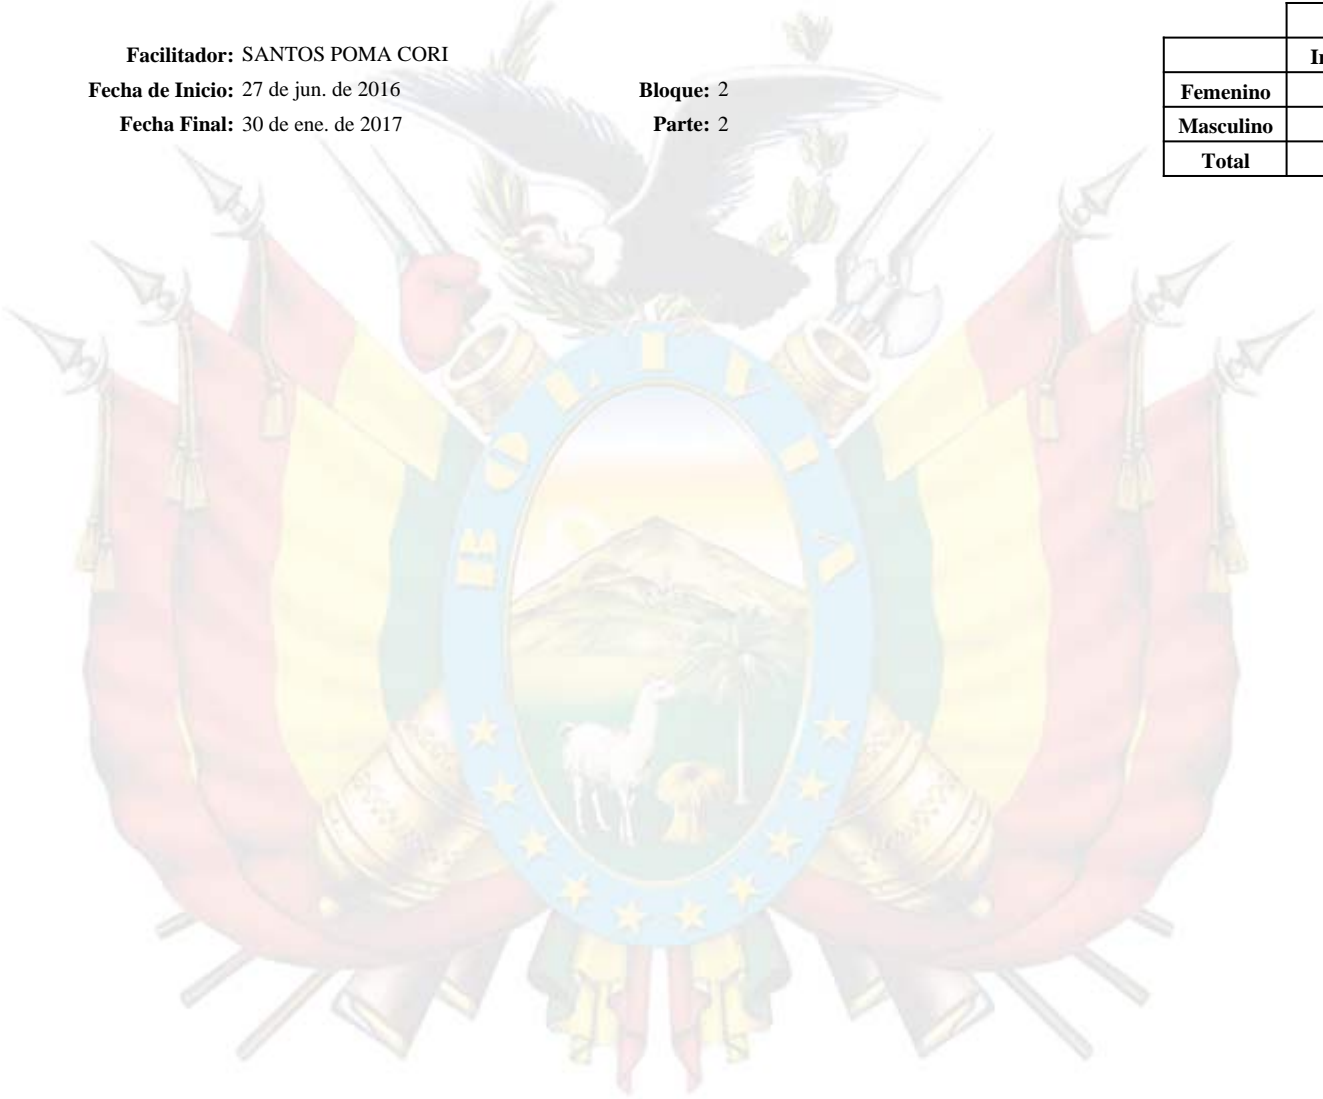 Facilitador: SANTOS POMA CORI
Fecha de Inicio: 27 de jun. de 2016 Bloque: 2
Fecha Final: 30 de ene. de 2017 Parte: 2
Femenino
Masculino
Total
BOLIVIA